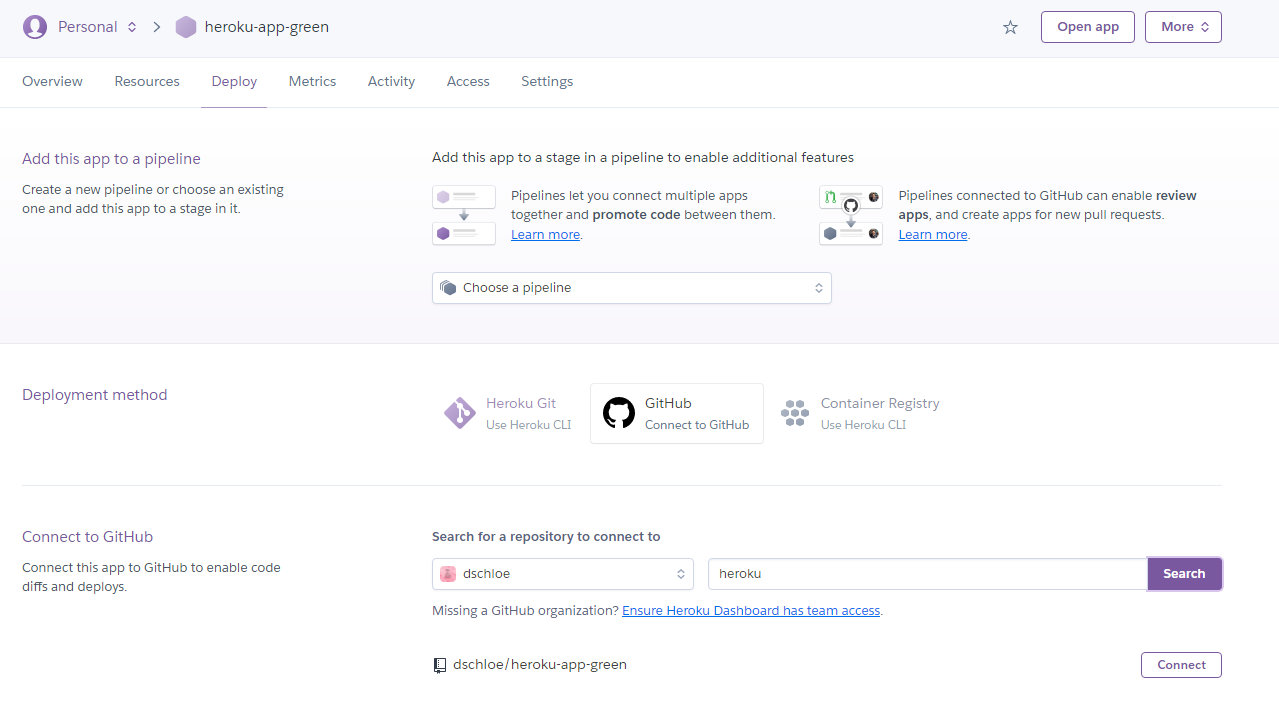 Personal heroku-app-green Open app More
Overview Resources Deploy Metrics Activity Access Settings
Add this app to a pipeline
Create a new pipeline or choose an existing
one and add this app to a stage in it.
Add this app to a stage in a pipeline to enable additional features
Pipelines let you connect multiple apps
together and promote code between them.
Learn more.
Pipelines connected to GitHub can enable review
apps, and create apps for new pull requests.
Learn more.
Choose a pipeline
Deployment method
Heroku Git
Use Heroku CLI
GitHub
Connect to GitHub
Container Registry
Use Heroku CLI
Connect to GitHub
Connect this app to GitHub to enable code
diffs and deploys.
Search for a repository to connect to
dschloe heroku Search
Missing a GitHub organization? Ensure Heroku Dashboard has team access.
dschloe/heroku-app-green Connect